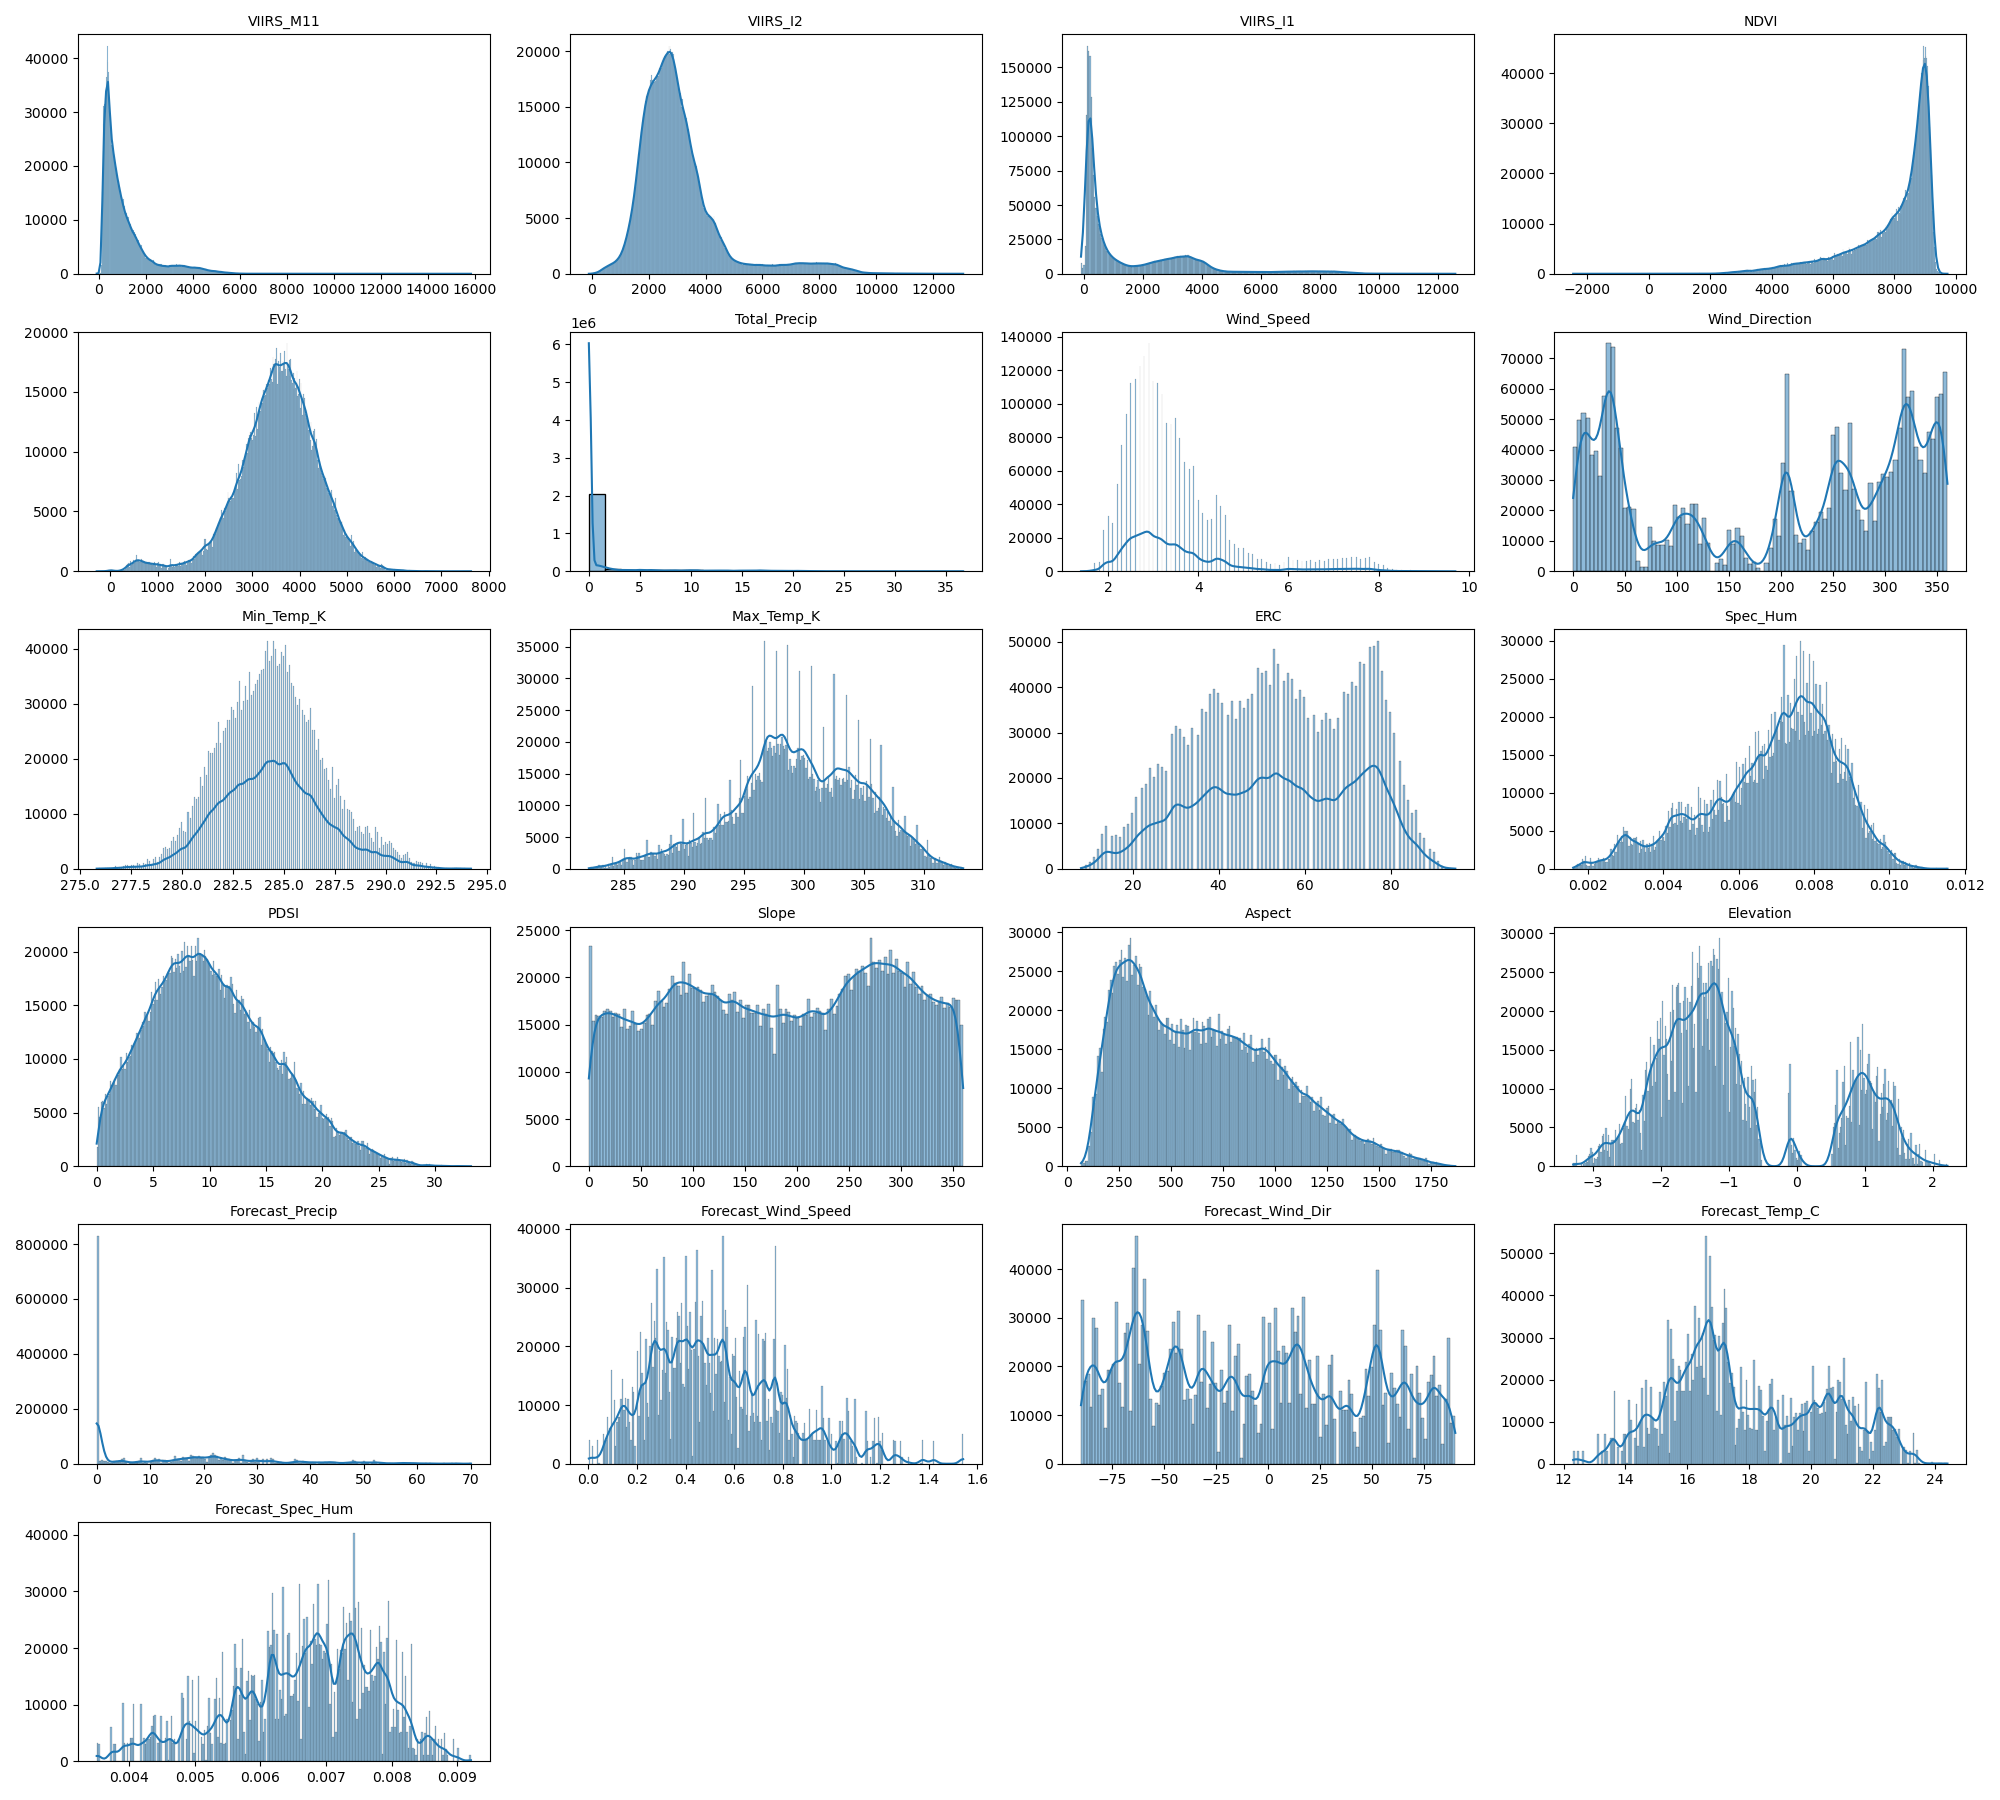 VIIRS_M11 VIIRS_I2 VIIRS_I1 NDVI
40000 30000 20000 10000 0
0 2000 4000 6000 8000 10000 12000 14000 16000
20000 15000 10000 5000 0
0 2000 4000 6000 8000 10000 12000
150000 125000 100000 75000 50000 25000 0
0 2000 4000 6000 8000 10000 12000
40000 30000 20000 10000 0
−2000 0 2000 4000 6000 8000 10000
EVI2 Total_Precip Wind_Speed Wind_Direction
20000 15000 10000 5000 0
0 1000 2000 3000 4000 5000 6000 7000 8000
1e6
6 5 4 3 2 1 0
0 5 10 15 20 25 30 35
140000 120000 100000 80000 60000 40000 20000 0
2 4 6 8 10
70000 60000 50000 40000 30000 20000 10000 0
0 50 100 150 200 250 300 350
Min_Temp_K Max_Temp_K ERC Spec_Hum
40000 30000 20000 10000 0
275.0 277.5 280.0 282.5 285.0 287.5 290.0 292.5 295.0
35000 30000 25000 20000 15000 10000 5000 0
285 290 295 300 305 310
50000 40000 30000 20000 10000 0
20 40 60 80
30000 25000 20000 15000 10000 5000 0
0.002 0.004 0.006 0.008 0.010 0.012
PDSI Slope Aspect Elevation
20000 15000 10000 5000 0
0 5 10 15 20 25 30
25000 20000 15000 10000 5000 0
0 50 100 150 200 250 300 350
30000 25000 20000 15000 10000 5000 0
0 250 500 750 1000 1250 1500 1750
30000 25000 20000 15000 10000 5000 0
−3 −2 −1 0 1 2
Forecast_Precip Forecast_Wind_Speed Forecast_Wind_Dir Forecast_Temp_C
800000 600000 400000 200000 0
0 10 20 30 40 50 60 70
40000 30000 20000 10000 0
0.0 0.2 0.4 0.6 0.8 1.0 1.2 1.4 1.6
40000 30000 20000 10000 0
−75 −50 −25 0 25 50 75
50000 40000 30000 20000 10000 0
12 14 16 18 20 22 24
Forecast_Spec_Hum
40000 30000 20000 10000 0
0.004 0.005 0.006 0.007 0.008 0.009